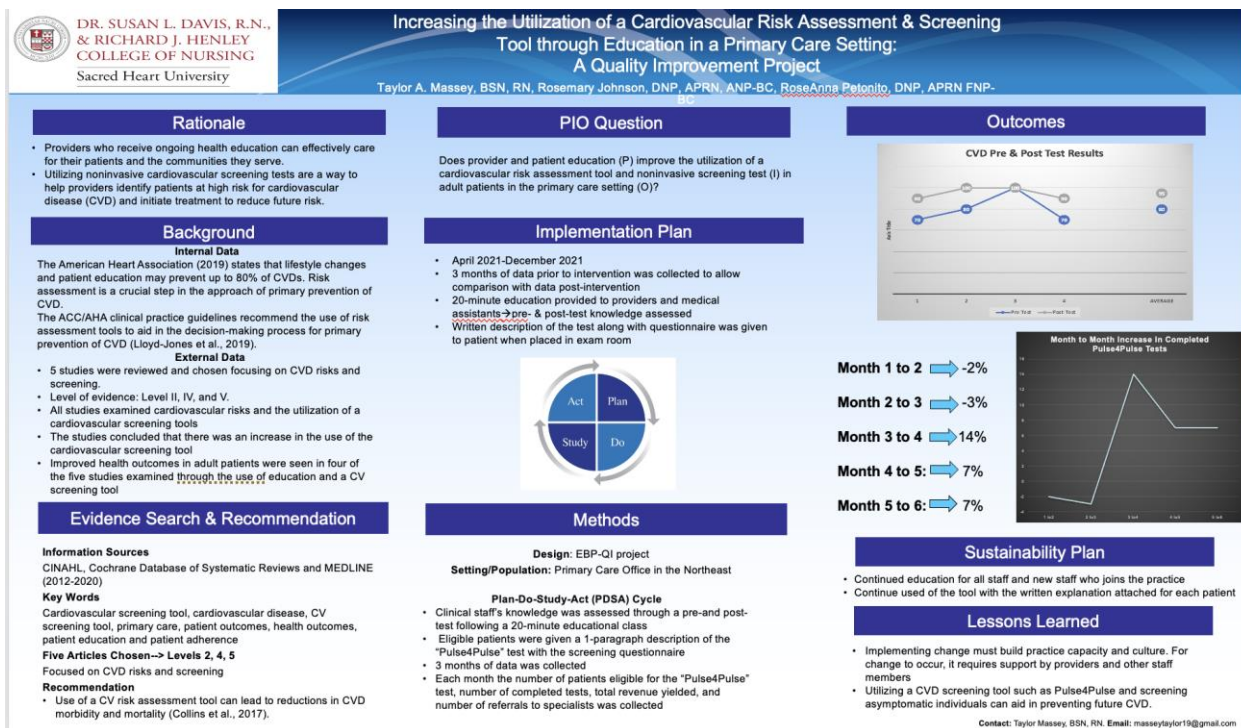 DR. SUSAN L. DAVIS, R.N.,
& RICHARD J. HENLEY
COLLEGE OF NURSING
Sacred Heart University
Increasing the Utilization of a Cardiovascular Risk Assessment & Screening
Tool through Education in a Primary Care Setting:
A Quality Improvement Project
Taylor A. Massey, BSN, RN, Rosemary Johnson, DNP, APRN, ANP-BC, RoseAnna Petonito, DNP, APRN FNP-
BC
Rationale
• Providers who receive ongoing health education can effectively care
for their patients and the communities they serve.
• Utilizing noninvasive cardiovascular screening tests are a way to
help providers identify patients at high risk for cardiovascular
disease (CVD) and initiate treatment to reduce future risk.
Background
Internal Data
The American Heart Association (2019) states that lifestyle changes
and patient education may prevent up to 80% of CVDs. Risk
assessment is a crucial step in the approach of primary prevention of
CVD.
The ACC/AHA clinical practice guidelines recommend the use of risk
assessment tools to aid in the decision-making process for primary
prevention of CVD (Lloyd-Jones et al., 2019).
External Data
• 5 studies were reviewed and chosen focusing on CVD risks and
screening.
• Level of evidence: Level II, IV, and V.
• All studies examined cardiovascular risks and the utilization of a
cardiovascular screening tools
• The studies concluded that there was an increase in the use of the
cardiovascular screening tool
• Improved health outcomes in adult patients were seen in four of
the five studies examined through the use of education and a CV
screening tool
Evidence Search & Recommendation
Information Sources
CINAHL, Cochrane Database of Systematic Reviews and MEDLINE
(2012-2020)
Key Words
Cardiovascular screening tool, cardiovascular disease, CV
screening tool, primary care, patient outcomes, health outcomes,
patient education and patient adherence
Five Articles Chosen--> Levels 2, 4, 5
Focused on CVD risks and screening
Recommendation
• Use of a CV risk assessment tool can lead to reductions in CVD
morbidity and mortality (Collins et al., 2017).
PIO Question
Does provider and patient education (P) improve the utilization of a
cardiovascular risk assessment tool and noninvasive screening test (I) in
adult patients in the primary care setting (O)?
Implementation Plan
• April 2021-December 2021
• 3 months of data prior to intervention was collected to allow
comparison with data post-intervention
• 20-minute education provided to providers and medical
assistants→pre- & post-test knowledge assessed
• Written description of the test along with questionnaire was given
to patient when placed in exam room
Act
Plan
Study
Do
Methods
Design: EBP-QI project
Setting/Population: Primary Care Office in the Northeast
Plan-Do-Study-Act (PDSA) Cycle
• Clinical staff's knowledge was assessed through a pre-and post-
test following a 20-minute educational class
• Eligible patients were given a 1-paragraph description of the
"Pulse4Pulse" test with the screening questionnaire
• 3 months of data was collected
• Each month the number of patients eligible for the "Pulse4Pulse"
test, number of completed tests, total revenue yielded, and
number of referrals to specialists was collected
Outcomes
CVD Pre & Post Test Results
Axis Title
1 2 3 4 AVERAGE
Pre Test Post Test
Month 1 to 2 -2%
Month 2 to 3 -3%
Month 3 to 4 14%
Month 4 to 5: 7%
Month 5 to 6: 7%
Month to Month Increase In Completed
Pulse4Pulse Tests
Sustainability Plan
• Continued education for all staff and new staff who joins the practice
• Continue used of the tool with the written explanation attached for each patient
Lessons Learned
• Implementing change must build practice capacity and culture. For
change to occur, it requires support by providers and other staff
members
• Utilizing a CVD screening tool such as Pulse4Pulse and screening
asymptomatic individuals can aid in preventing future CVD.
Contact: Taylor Massey, BSN, RN. Email: masseytaylor19@gmail.com